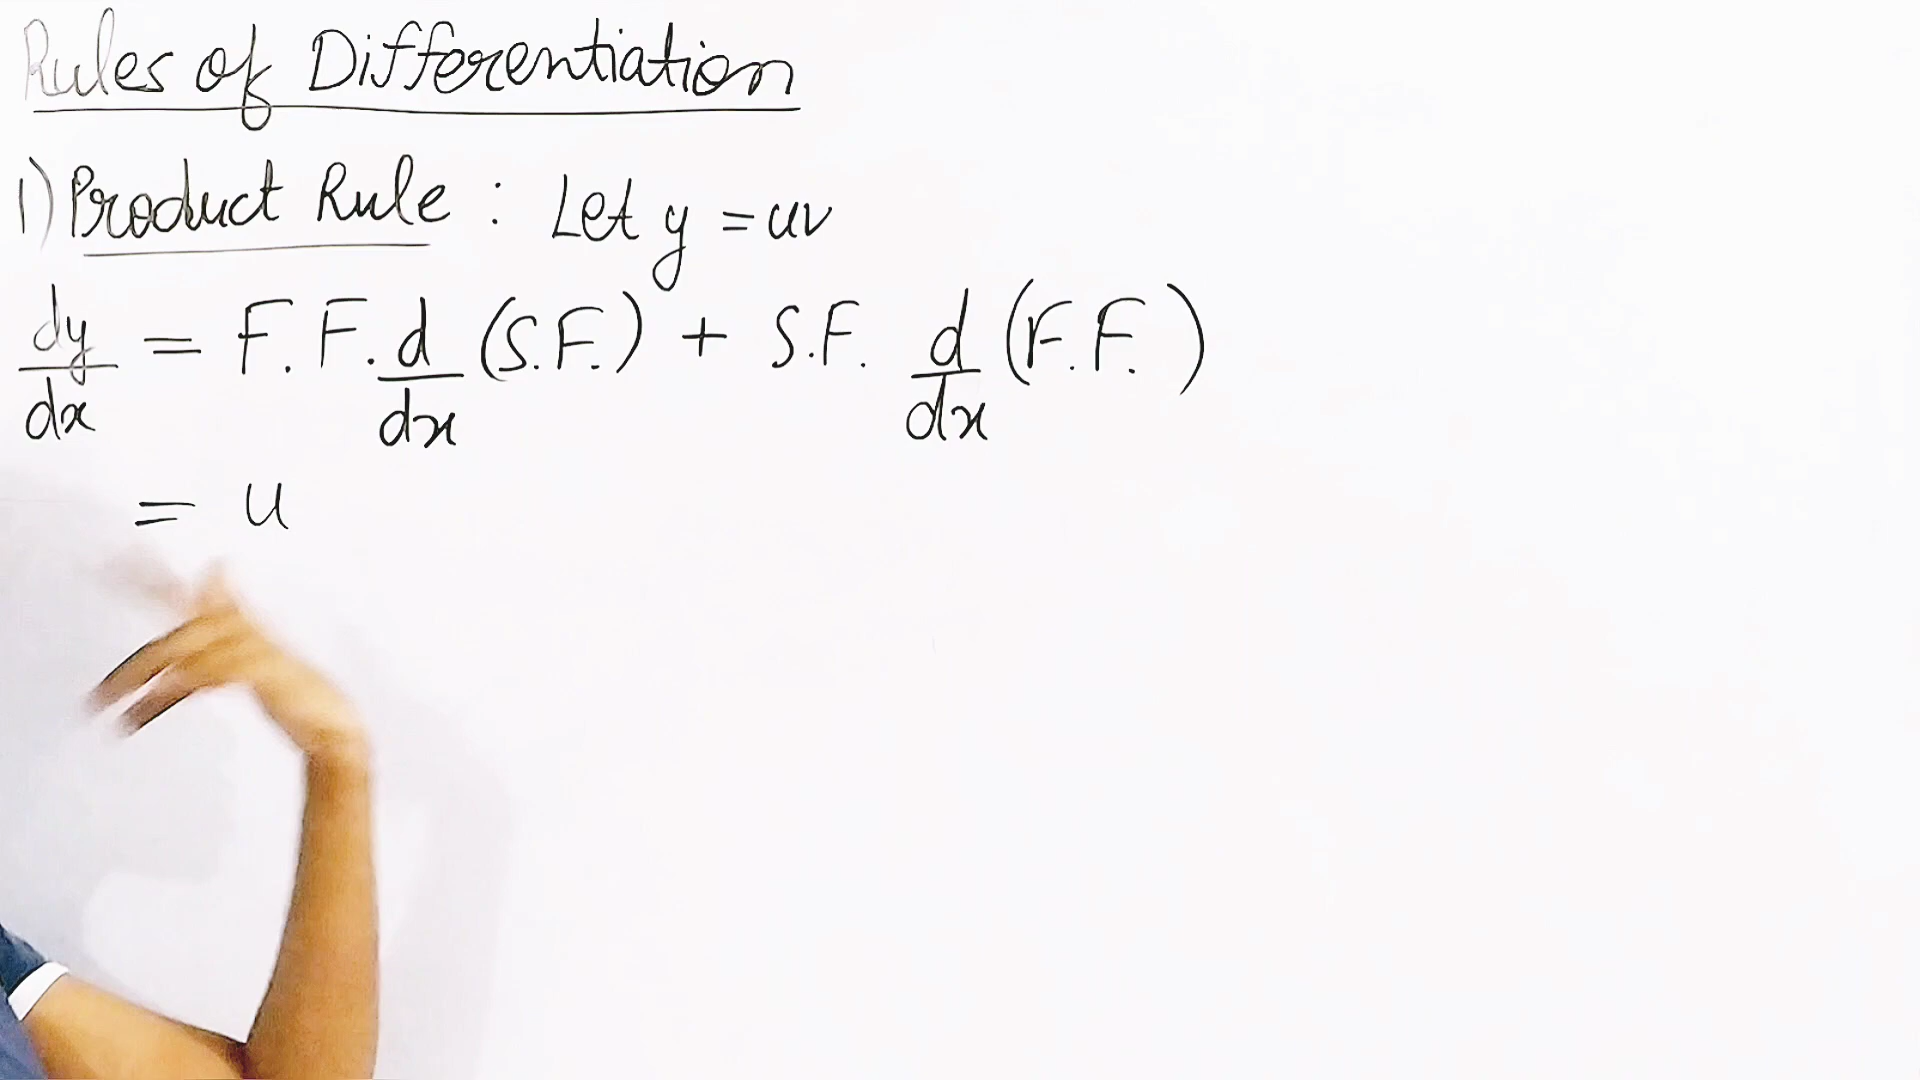 Rules of Differentiation
1) Product Rule : Let y = uv
dy/dx = F.F. d/dx (S.F.) + S.F. d/dx (F.F.)
= u